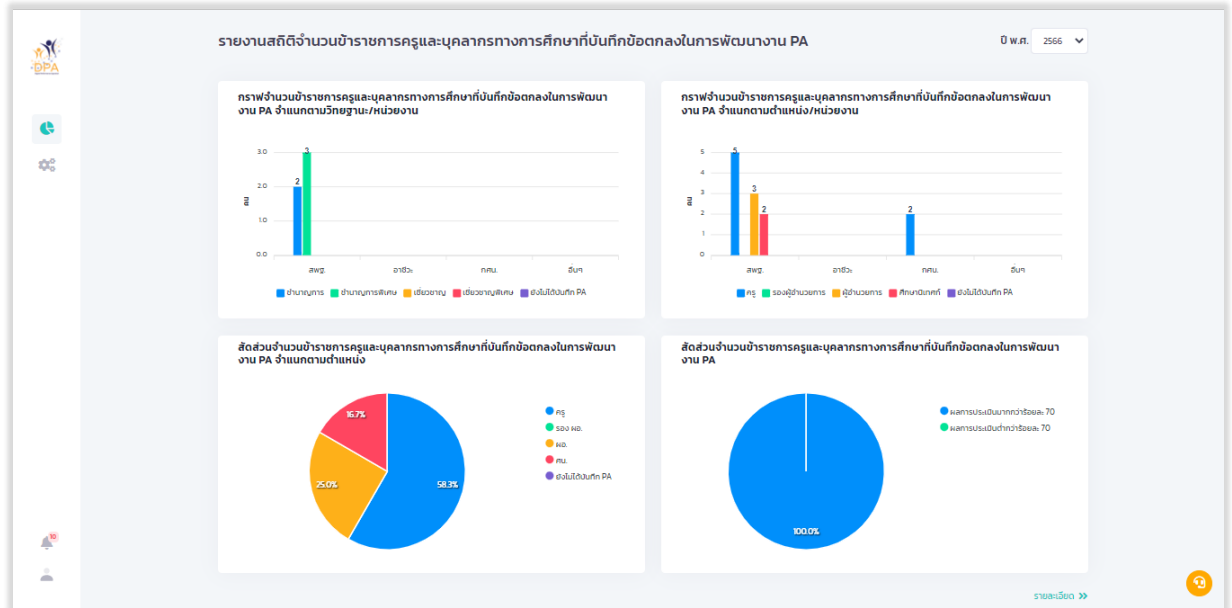 รายงานสถิติจำนวนข้าราชการครูและบุคลากรทางการศึกษาที่บันทึกข้อตกลงในการพัฒนางาน PA
ปี พ.ศ. 2566
DPA
กราฟจำนวนข้าราชการครูและบุคลากรทางการศึกษาที่บันทึกข้อตกลงในการพัฒนา
งาน PA จำแนกตามวิทยฐานะ/หน่วยงาน
3.0
2.0
1.0
0.0
คน
2
3
สพฐ. อาชีวะ กศน. อื่นๆ
ชำนาญการ ชำนาญการพิเศษ เชี่ยวชาญ เชี่ยวชาญพิเศษ ยังไม่ได้บันทึก PA
กราฟจำนวนข้าราชการครูและบุคลากรทางการศึกษาที่บันทึกข้อตกลงในการพัฒนา
งาน PA จำแนกตามตำแหน่ง/หน่วยงาน
5
4
3
2
1
0
คน
5
3
2
2
สพฐ. อาชีวะ กศน. อื่นๆ
ครู รองผู้อำนวยการ ผู้อำนวยการ ศึกษานิเทศก์ ยังไม่ได้บันทึก PA
สัดส่วนจำนวนข้าราชการครูและบุคลากรทางการศึกษาที่บันทึกข้อตกลงในการพัฒนา
งาน PA จำแนกตามตำแหน่ง
16.7%
25.0%
58.3%
ครู
รอง ผอ.
ผอ.
ศน.
ยังไม่ได้บันทึก PA
สัดส่วนจำนวนข้าราชการครูและบุคลากรทางการศึกษาที่บันทึกข้อตกลงในการพัฒนา
งาน PA
100.0%
ผลการประเมินมากกว่าร้อยละ 70
ผลการประเมินต่ำกว่าร้อยละ 70
10
รายละเอียด